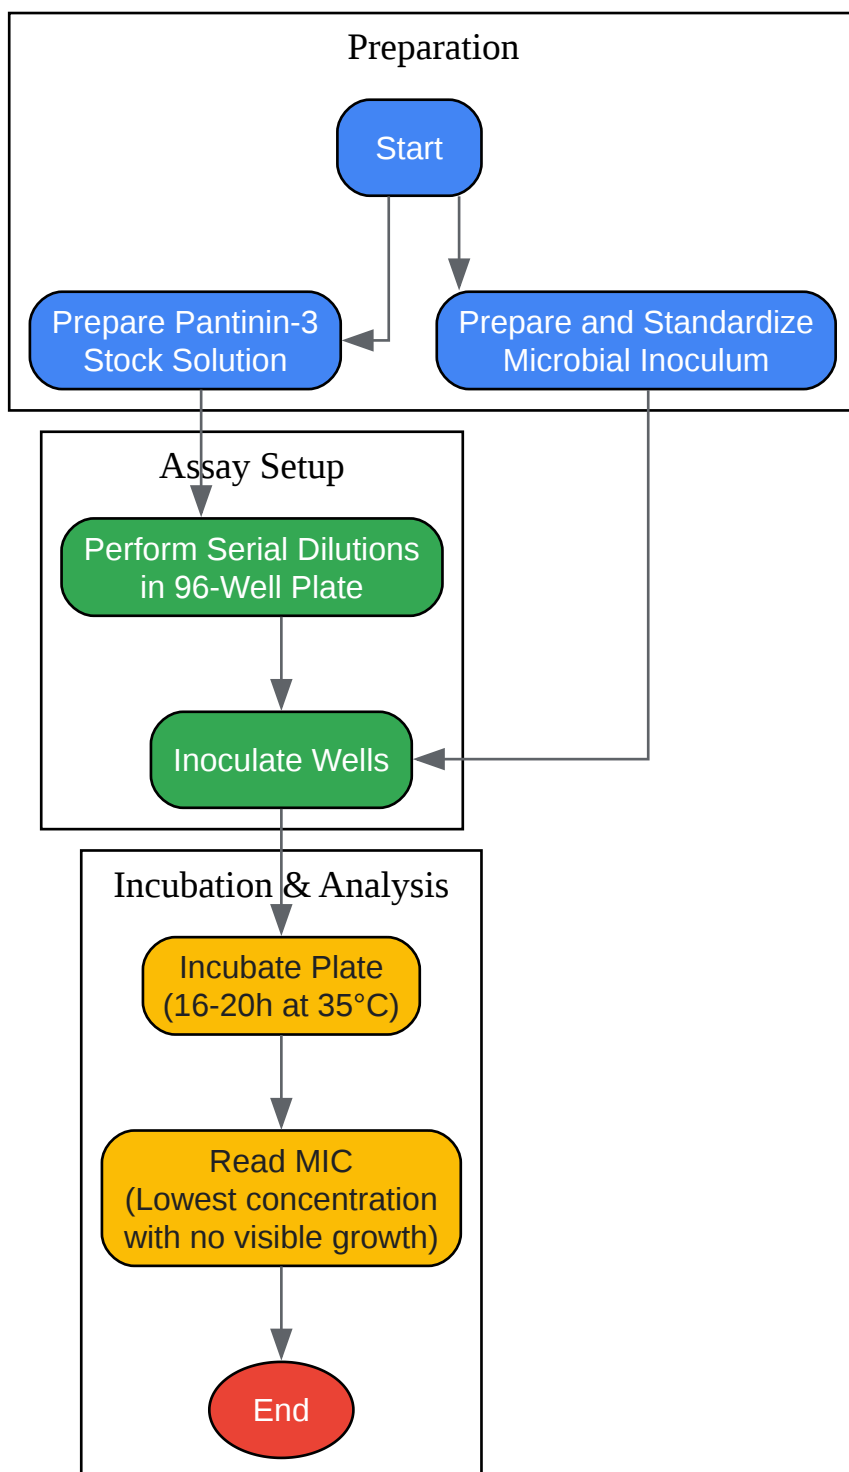 Preparation
Start
Prepare Pantinin-3
Stock Solution
Prepare and Standardize
Microbial Inoculum
Assay Setup
Perform Serial Dilutions
in 96-Well Plate
Inoculate Wells
Incubation & Analysis
Incubate Plate
(16-20h at 35°C)
Read MIC
(Lowest concentration
with no visible growth)
End